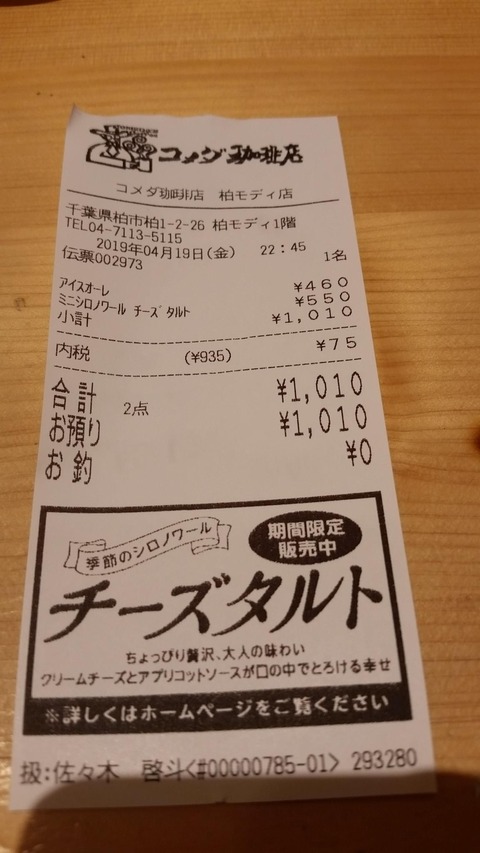 コメダ珈琲店
コメダ珈琲店 柏モディ店
千葉県柏市柏1-2-26 柏モディ1階
TEL04-7113-5115
2019年04月19日(金) 22:45
伝票002973 1名
アイスオーレ ¥460
ミニシロノワール チーズタルト ¥550
小計 ¥1,010
内税 (¥935) ¥75
合計 2点 ¥1,010
お預り ¥1,010
お釣 ¥0
季節のシロノワール
期間限定
販売中
チーズタルト
ちょっぴり贅沢、大人の味わい
クリームチーズとアプリコットソースが口の中でとろける幸せ
※詳しくはホームページをご覧ください
扱:佐々木 啓斗<#00000785-01> 293280